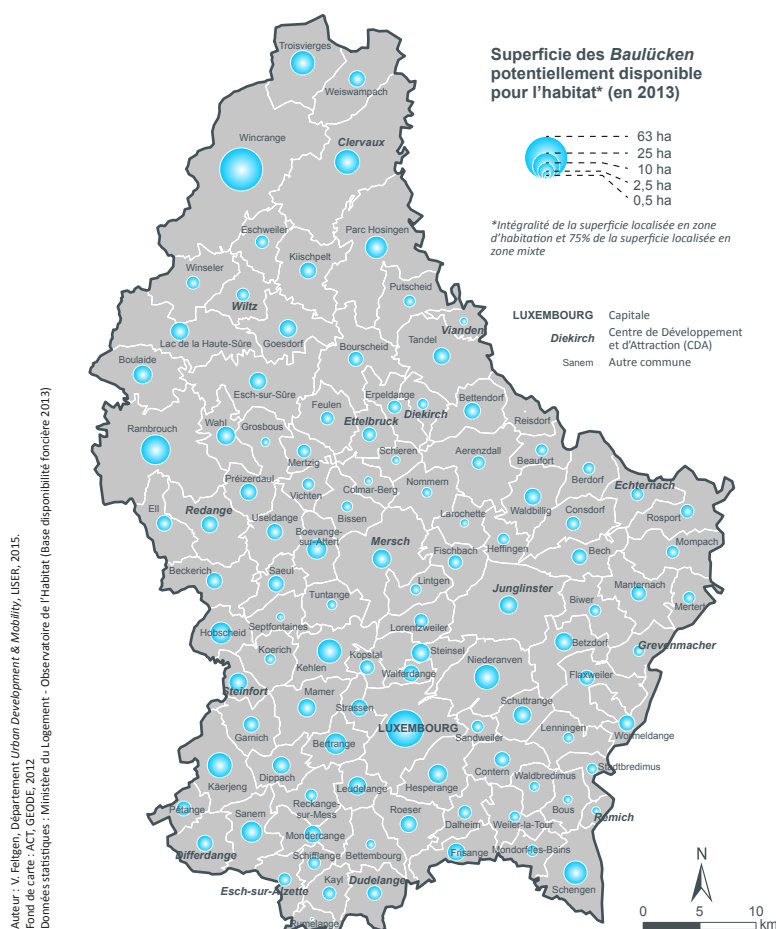 Superficie des Baulücken
potentiellement disponible
pour l'habitat* (en 2013)
63 ha
25 ha
10 ha
2,5 ha
0,5 ha
*Intégralité de la superficie localisée en zone
d'habitation et 75% de la superficie localisée en
zone mixte
LUXEMBOURG Capitale
Diekirch Centre de Développement
et d'Attraction (CDA)
Sanem Autre commune
Troisvierges
Weiswampach
Wincrange
Clervaux
Eschweiler
Parc Hosingen
Kiischpelt
Winseler
Putscheid
Wiltz
Vianden
Lac de la Haute-Sûre
Goesdorf
Tandel
Bourscheid
Boulaide
Esch-sur-Sûre
Erpeldange
Bettendorf
Feulen
Diekirch
Reisdorf
Ettelbruck
Rambrouch
Wahl
Grosbous
Schieren
Aerenzdall
Beaufort
Mertzig
Berdorf
Préizerdaul
Vichten
Colmar-Berg
Nommern
Echternach
Ell
Redange
Bissen
Larochette
Waldbillig
Consdorf
Rosport
Useldange
Boevange-
sur-Attert
Mersch
Heffingen
Mompach
Fischbach
Bech
Beckerich
Saeul
Lintgen
Junglinster
Manternach
Tuntange
Biwer
Mertert
Septfontaines
Lorentzweiler
Hobscheid
Koerich
Kehlen
Kopstal
Steinsel
Betzdorf
Grevenmacher
Niederanven
Walferdange
Flaxweiler
Steinfort
Mamer
Strassen
Schuttrange
LUXEMBOURG
Sandweiler
Lenningen
Wormeldange
Garnich
Bertrange
Stadtbredimus
Käerjeng
Dippach
Leudelange
Hesperange
Contern
Waldbredimus
Pétange
Reckange-
sur-Mess
Bous
Remich
Sanem
Roeser
Dalheim
Weiler-la-Tour
Mondercange
Differdange
Schifflange
Bettembourg
Frisange
Mondorf-les-Bains
Esch-sur-Alzette
Kayl
Dudelange
Schengen
Rumelange
N
0 5 10
km
Auteur : V. Feltgen, Département Urban Development & Mobility, LISER, 2015.
Fond de carte : ACT, GEODE, 2012
Données statistiques : Ministère du Logement - Observatoire de l'Habitat (Base disponibilité foncière 2013)